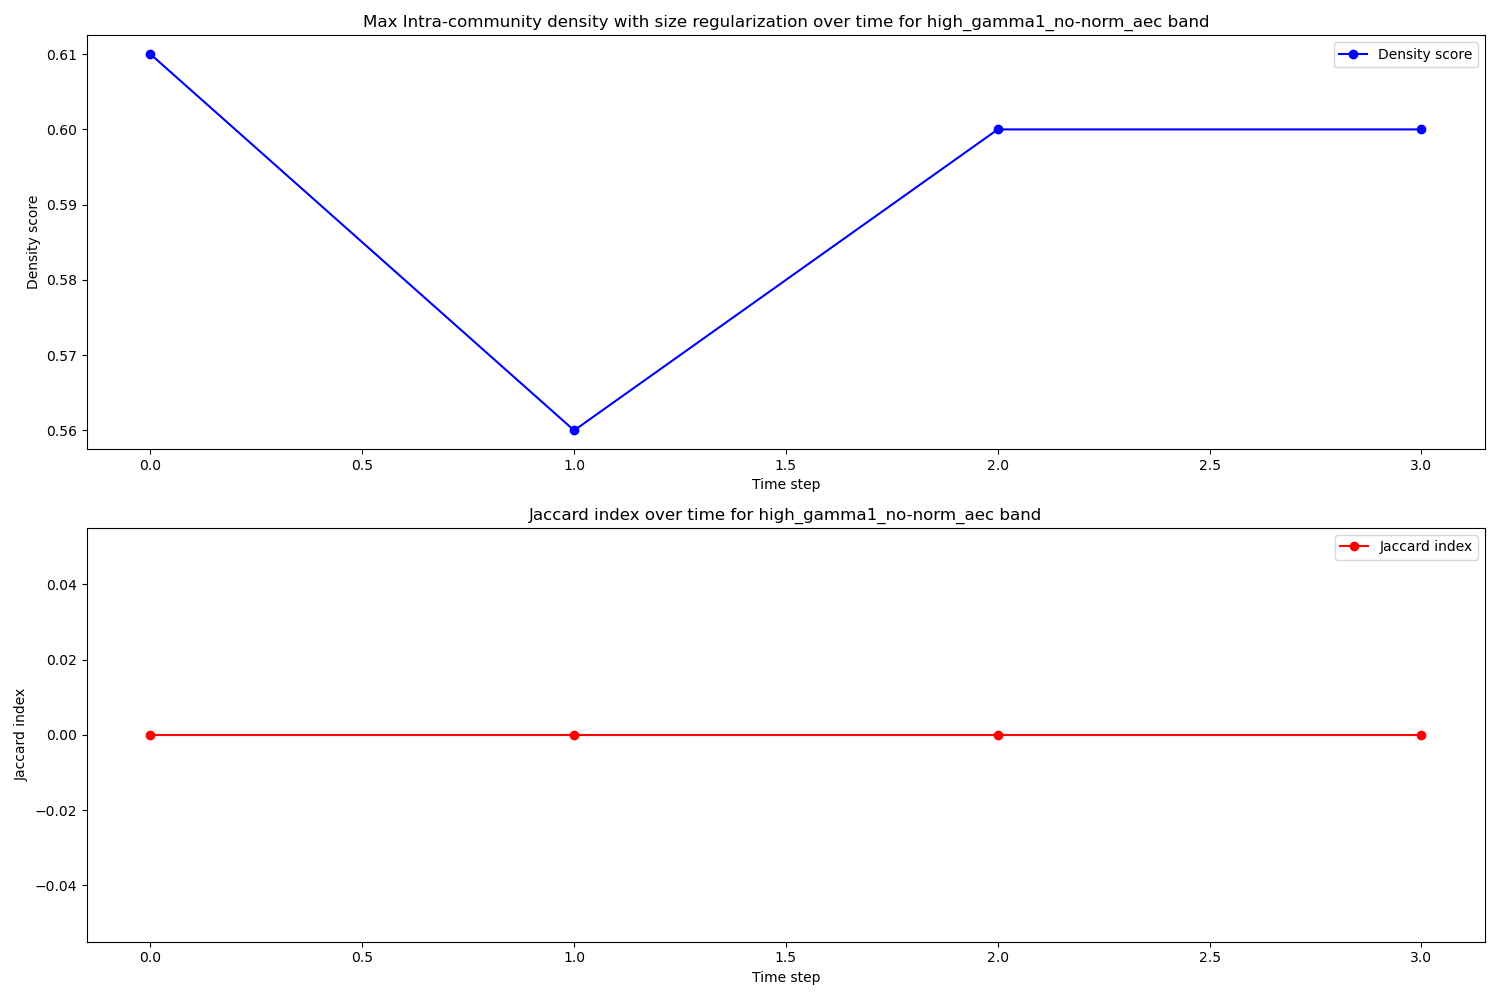 Max Intra-community density with size regularization over time for high_gamma1_no-norm_aec band
Density score
0.61
0.60
0.59
0.58
0.57
0.56
Density score
0.0 0.5 1.0 1.5 2.0 2.5 3.0
Time step
Jaccard index over time for high_gamma1_no-norm_aec band
Jaccard index
0.04
0.02
0.00
−0.02
−0.04
Jaccard index
0.0 0.5 1.0 1.5 2.0 2.5 3.0
Time step